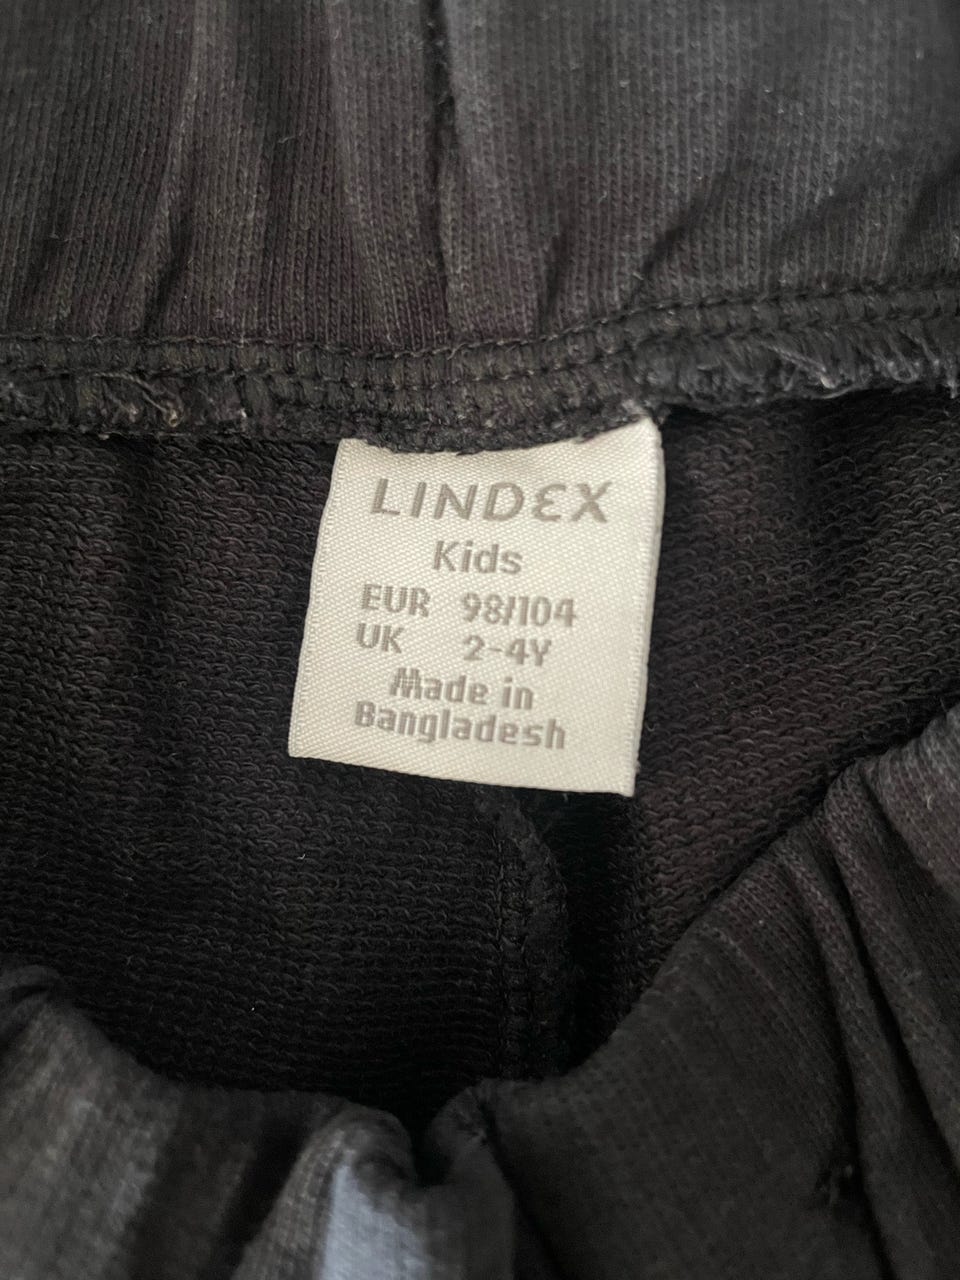 LINDEX
Kids
EUR 98/104
UK 2-4Y
Made in
Bangladesh